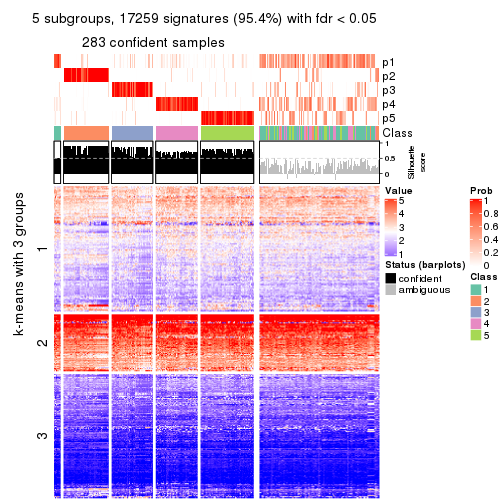 5 subgroups, 17259 signatures (95.4%) with fdr < 0.05
283 confident samples
p1
p2
p3
p4
p5
Class
1
0.5
0
Silhouette
score
k-means with 3 groups
1
2
3
Value
5
4
3
2
1
Status (barplots)
confident
ambiguous
Prob
1
0.8
0.6
0.4
0.2
0
Class
1
2
3
4
5